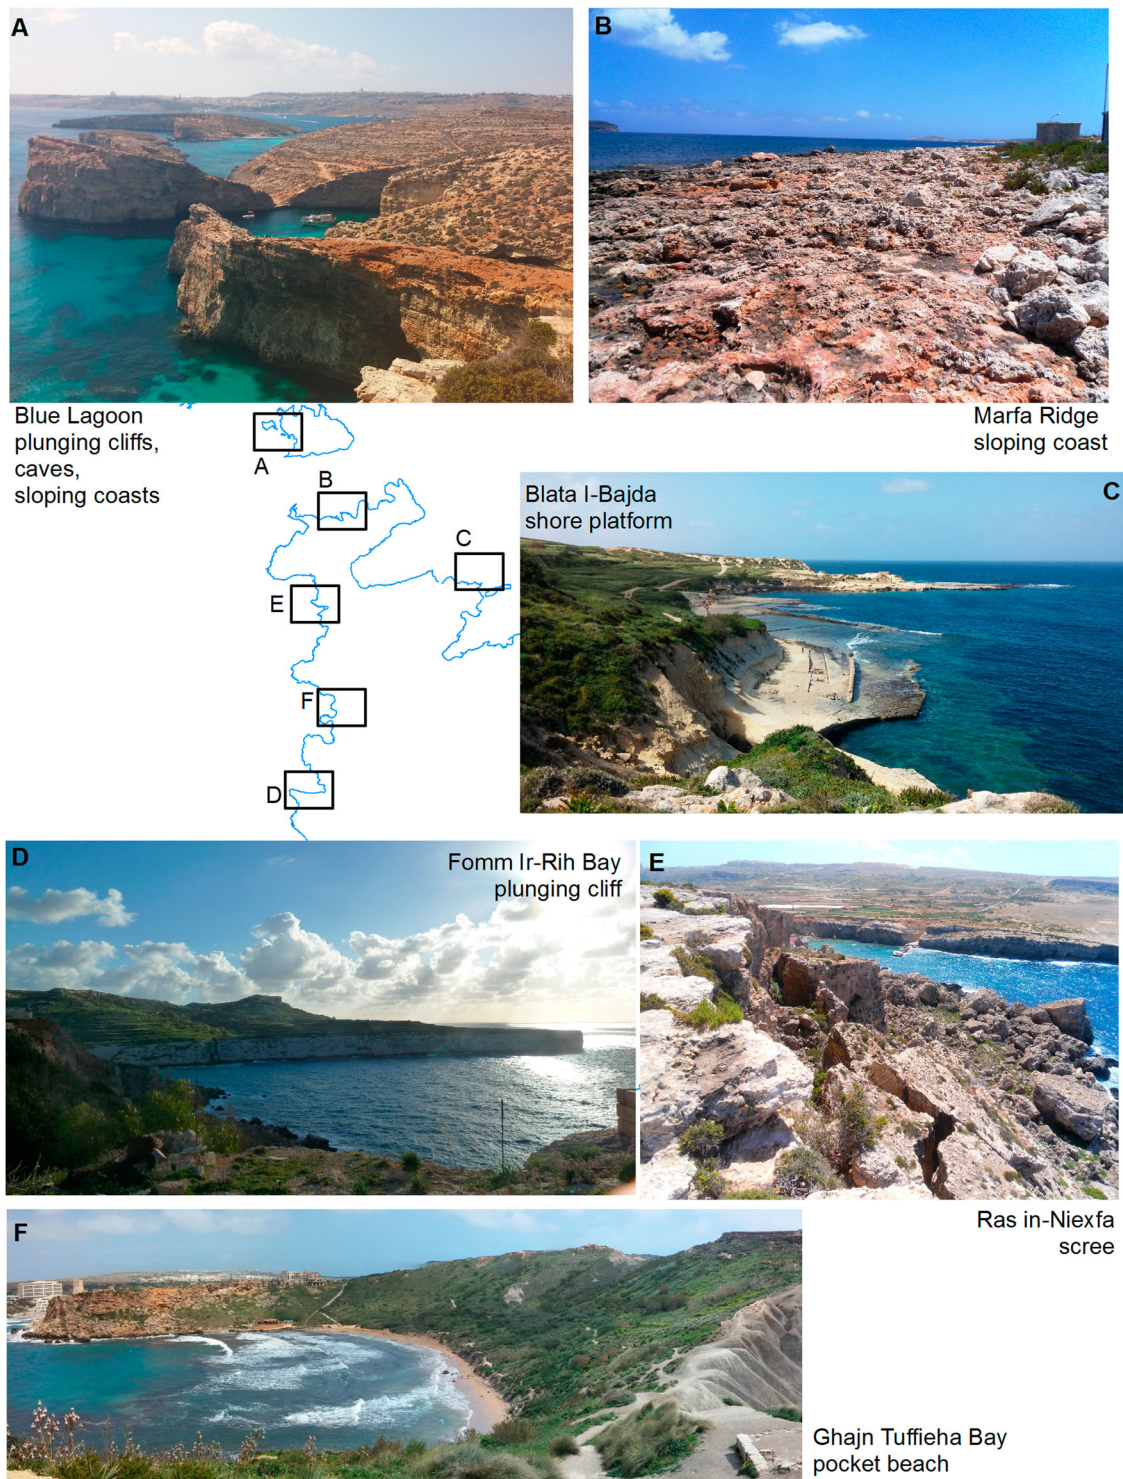 A
B
Blue Lagoon
plunging cliffs,
caves,
sloping coasts
Marfa Ridge
sloping coast
A
B
C
E
F
D
Blata I-Bajda
shore platform
C
D
Fomm Ir-Rih Bay
plunging cliff
E
Ras in-Niexfa
scree
F
Ghajn Tuffieha Bay
pocket beach